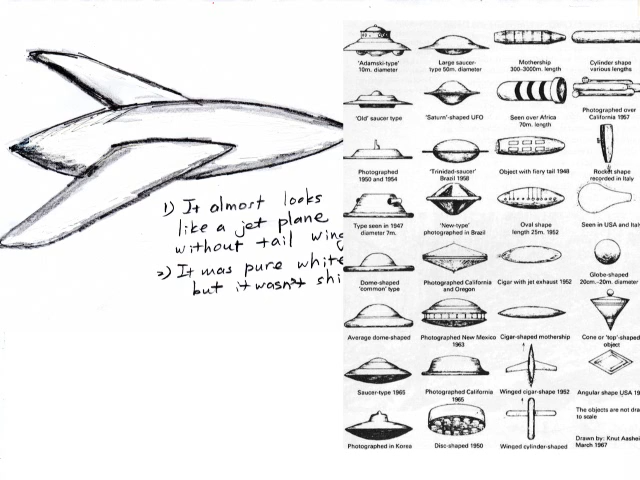 1) It almost looks
like a jet plane
without tail wing
2) It was pure white
but it wasn't shi
'Adamski-type'
10m. diameter
Large saucer-
type 50m. diameter
Mothership
300-3000m. length
Cylinder shape
various lengths
'Old' saucer type
'Saturn'-shaped UFO
Seen over Africa
70m. length
Photographed over
California 1957
Photographed
1950 and 1954
'Trinidad-saucer'
Brazil 1958
Object with fiery tail 1948
Rocket shape
recorded in Italy
Type seen in 1947
diameter 7m.
'New-type'
photographed in Brazil
Oval shape
length 25m. 1952
Seen in USA and Italy
Dome-shaped
'common' type
Photographed California
and Oregon
Cigar with jet exhaust 1952
Globe-shaped
20cm.-20m. diameter
Average dome-shaped
Photographed New Mexico
1963
Cigar-shaped mothership
Cone or 'top'-shaped
object
Saucer-type 1965
Photographed California
1965
Winged cigar-shape 1952
Angular shape USA 19
Photographed in Korea
Disc-shaped 1950
Winged cylinder-shaped
The objects are not dra
to scale
Drawn by: Knut Aashei
March 1967